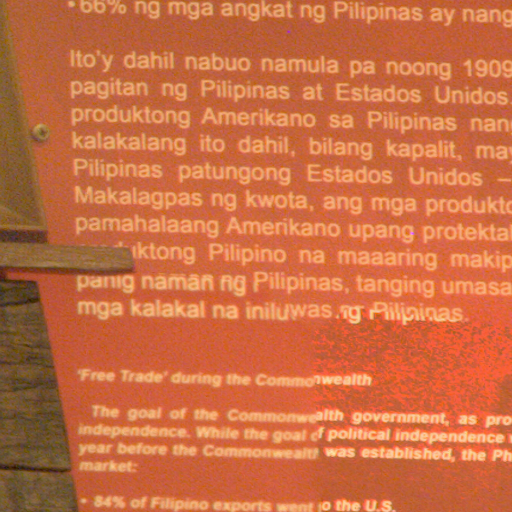 • 66% ng mga angkat ng Pilipinas ay nang
Ito'y dahil nabuo namula pa noong 1909
pagitan ng Pilipinas at Estados Unidos.
produktong Amerikano sa Pilipinas nan
kalakalang ito dahil, bilang kapalit, may
Pilipinas patungong Estados Unidos –
Makalagpas ng kwota, ang mga produkto
pamahalaang Amerikano upang protektah
Pilipino na maaaring makip
panig naman ng Pilipinas, tanging umasa
mga kalakal na iniluwas ng Pilipinas.
'Free Trade' during the Commonwealth
The goal of the Commonwealth government, as pro
independence. While the goal of political independence
year before the Commonwealth was established, the Ph
market:
• 84% of Filipino exports went to the U.S.